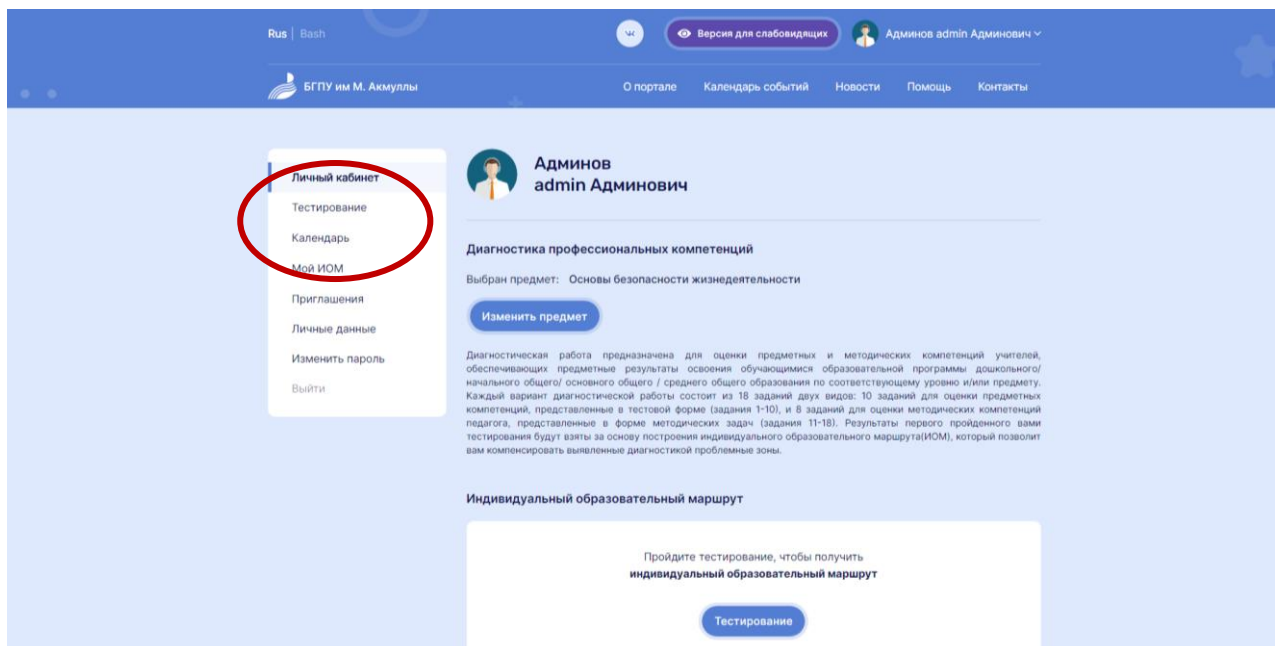 Rus | Bash
Версия для слабовидящих
Админов admin Админович
БГПУ им М. Акмуллы
О портале Календарь событий Новости Помощь Контакты
Личный кабинет
Тестирование
Календарь
Мой ИОМ
Приглашения
Личные данные
Изменить пароль
Выйти
Админов
admin Админович
Диагностика профессиональных компетенций
Выбран предмет: Основы безопасности жизнедеятельности
Изменить предмет
Диагностическая работа предназначена для оценки предметных и методических компетенций учителей,
обеспечивающих предметные результаты освоения обучающимися образовательной программы дошкольного/
начального общего/ основного общего / среднего общего образования по соответствующему уровню и/или предмету.
Каждый вариант диагностической работы состоит из 18 заданий двух видов: 10 заданий для оценки предметных
компетенций, представленные в тестовой форме (задания 1-10), и 8 заданий для оценки методических компетенций
педагога, представленные в форме методических задач (задания 11-18). Результаты первого пройденного вами
тестирования будут взяты за основу построения индивидуального образовательного маршрута(ИОМ), который позволит
вам компенсировать выявленные диагностикой проблемные зоны.
Индивидуальный образовательный маршрут
Пройдите тестирование, чтобы получить
индивидуальный образовательный маршрут
Тестирование